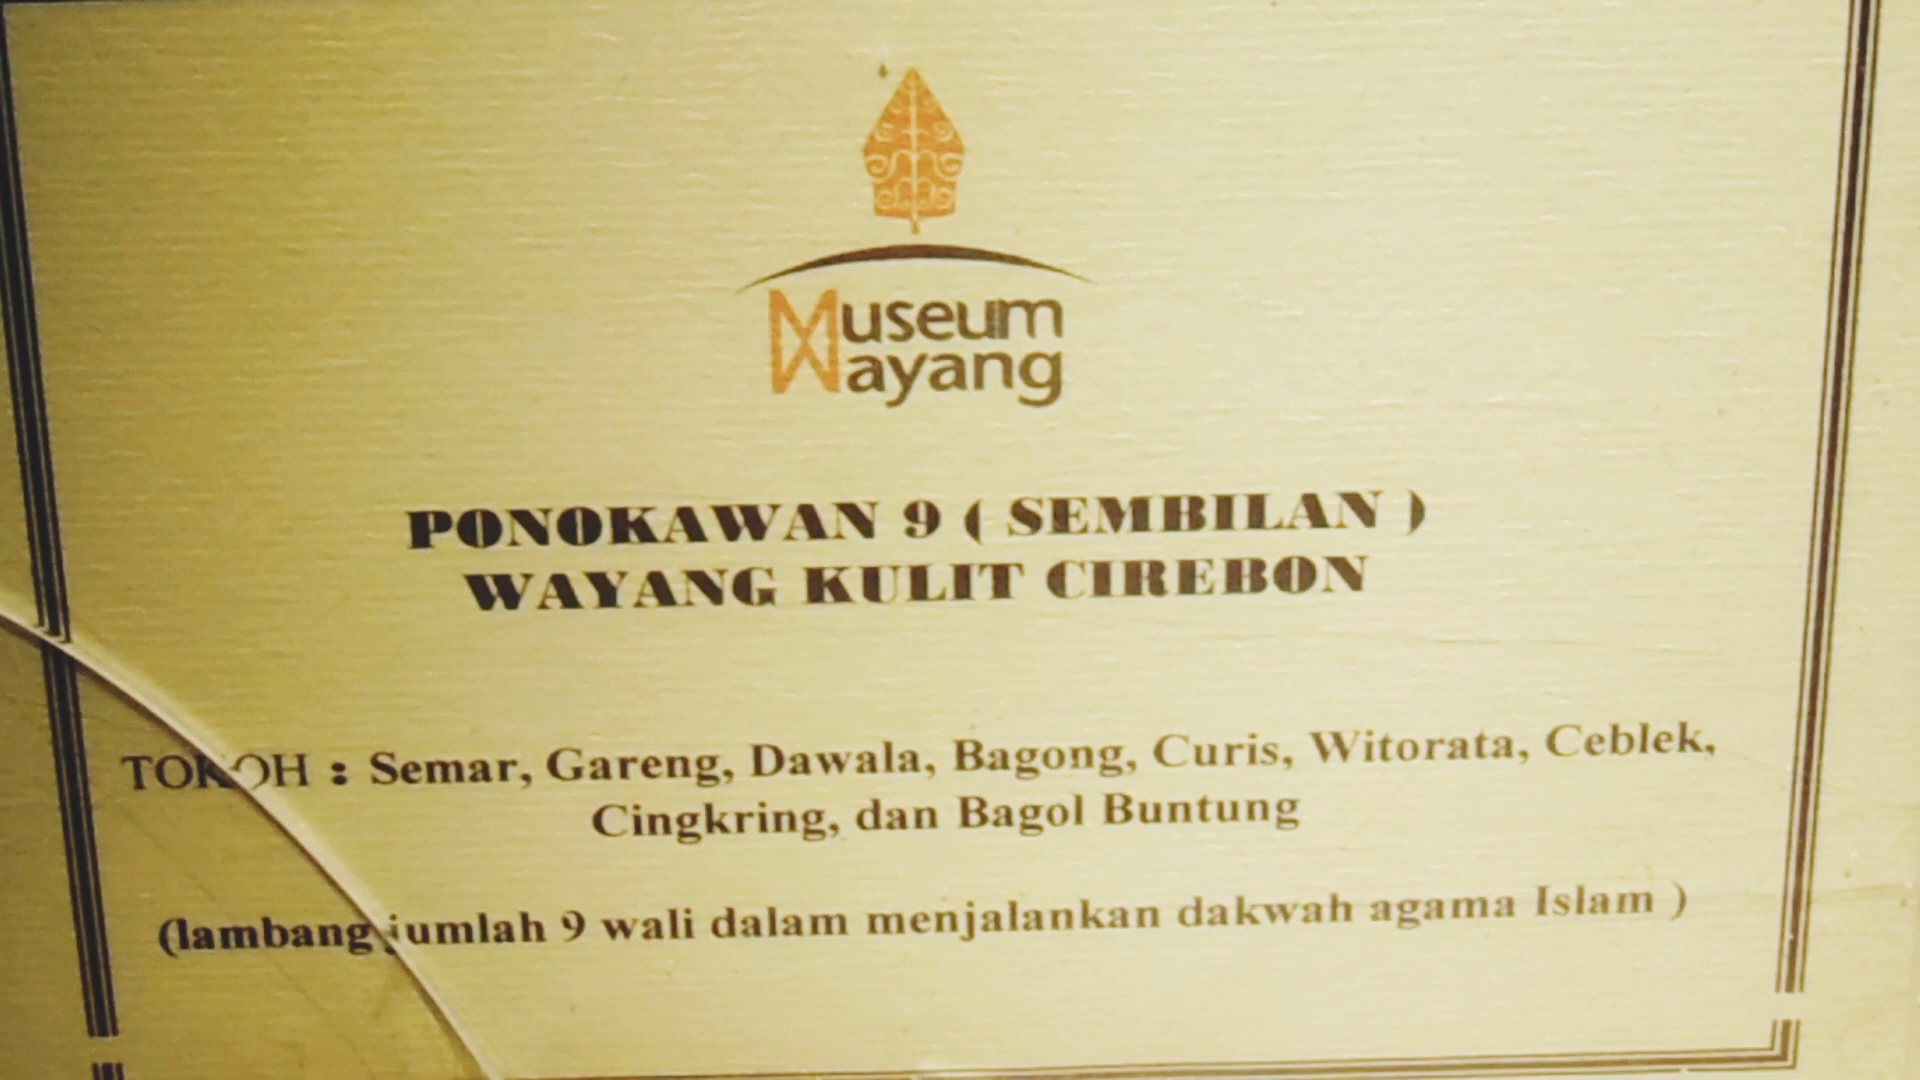 Museum
Wayang
PONOKAWAN 9 ( SEMBILAN )
WAYANG KULIT CIREBON
TOKOH : Semar, Gareng, Dawala, Bagong, Curis, Witorata, Ceblek,
Cingkring, dan Bagol Buntung
(lambang jumlah 9 wali dalam menjalankan dakwah agama Islam )